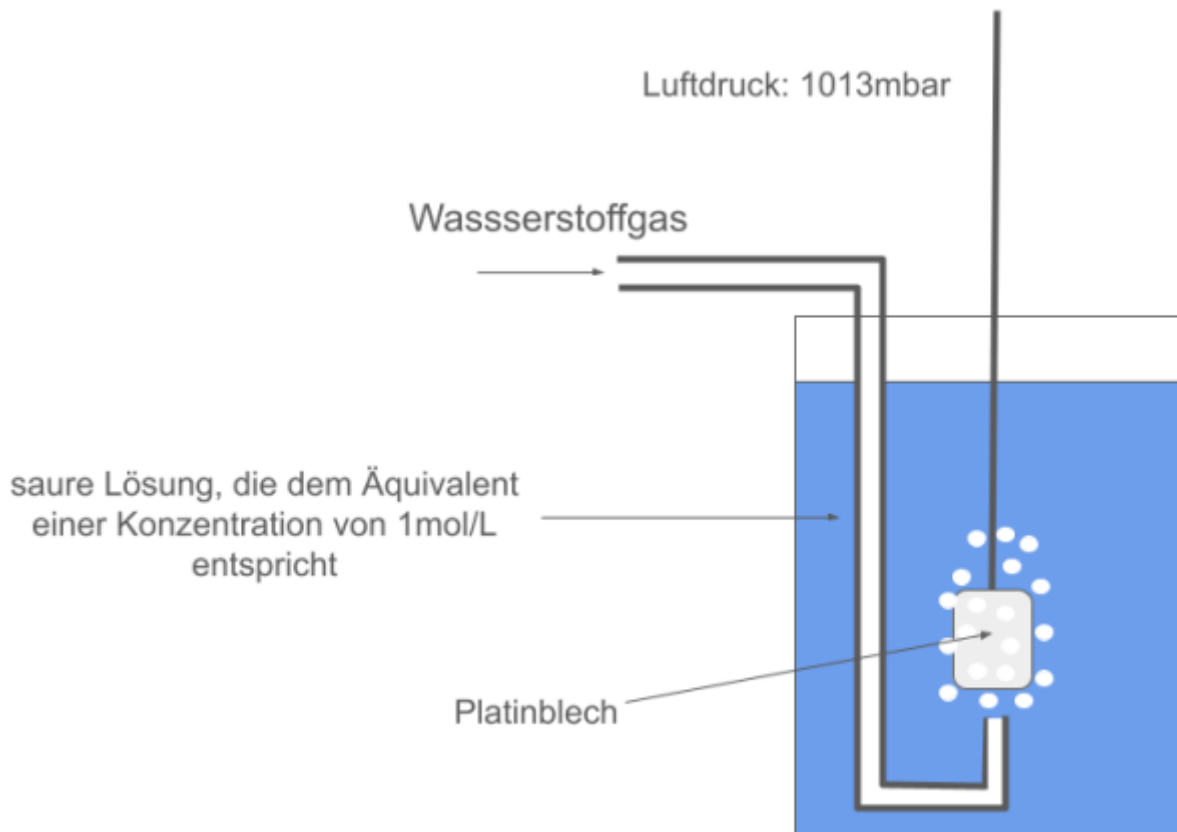 Luftdruck: 1013mbar
Wassserstoffgas
saure Lösung, die dem Äquivalent
einer Konzentration von 1mol/L
entspricht
Platinblech